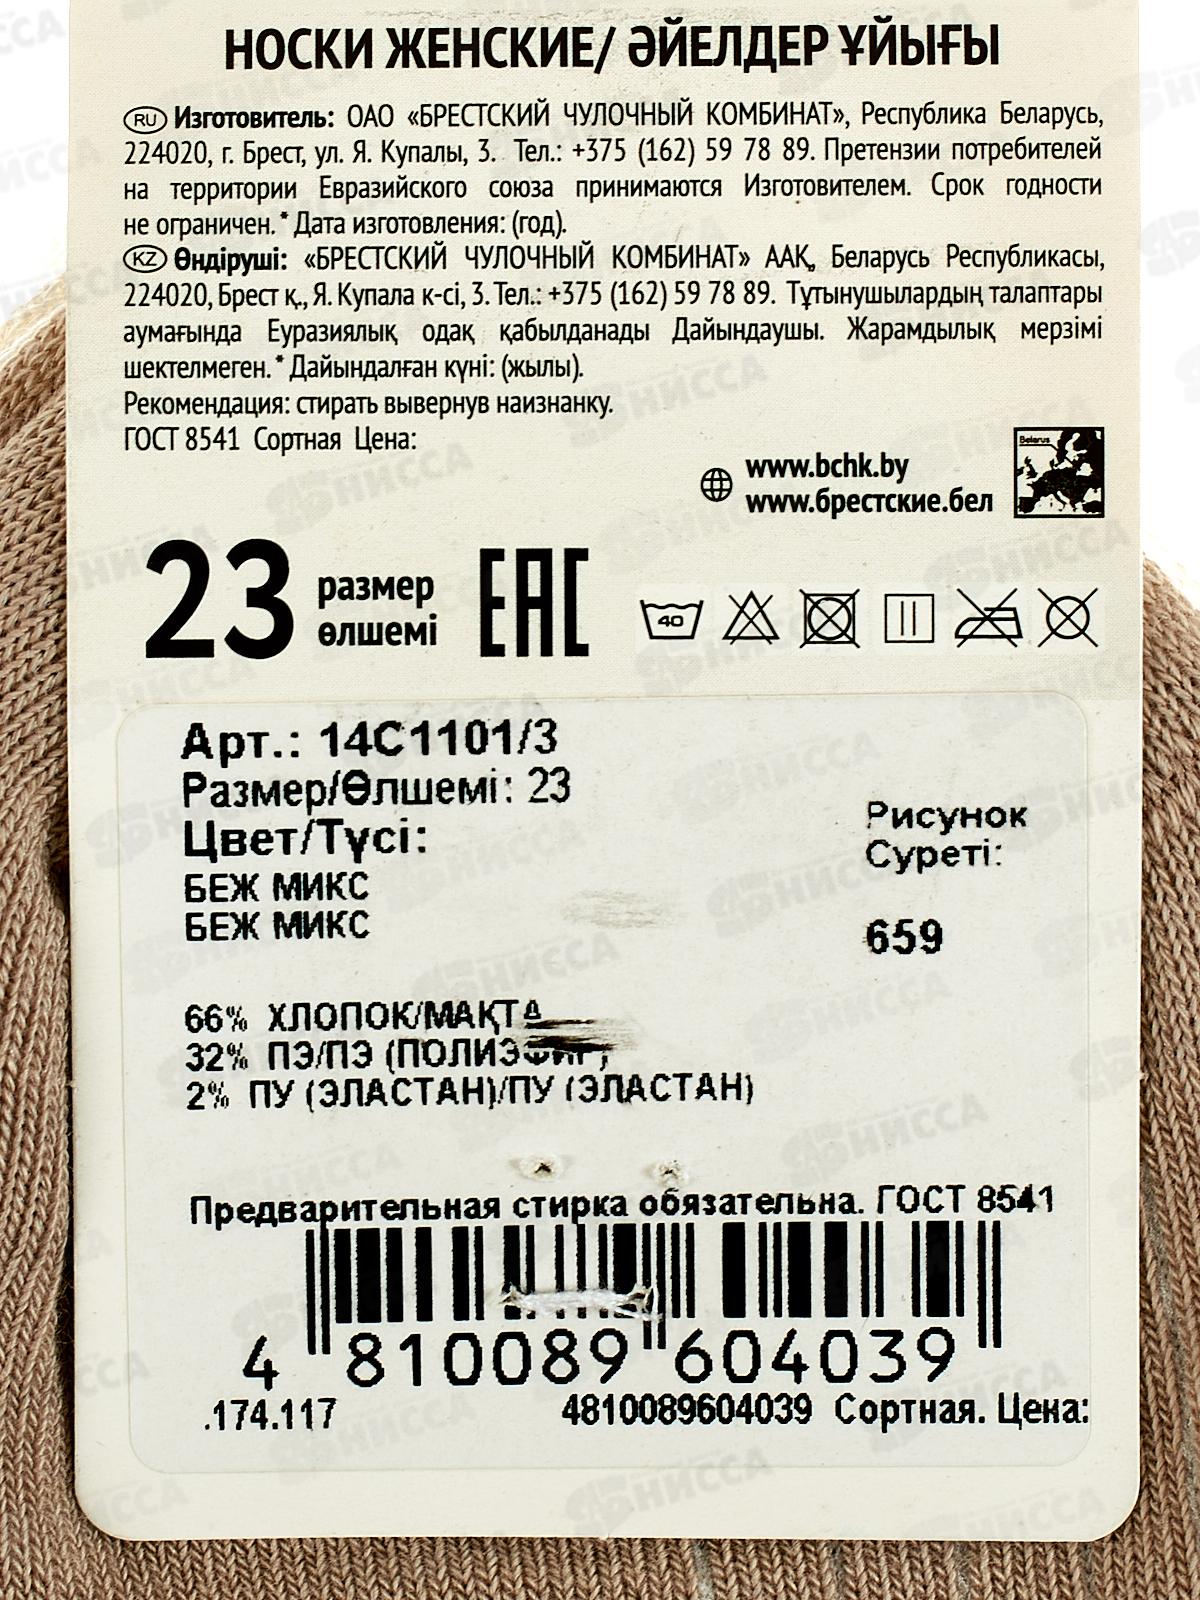 НОСКИ ЖЕНСКИЕ/ ӘЙЕЛДЕР ҰЙЫҒЫ
RU Изготовитель: ОАО «БРЕСТСКИЙ ЧУЛОЧНЫЙ КОМБИНАТ», Республика Беларусь,
224020, г. Брест, ул. Я. Купалы, 3. Тел.: +375 (162) 59 78 89. Претензии потребителей
на территории Евразийского союза принимаются Изготовителем. Срок годности
не ограничен.* Дата изготовления: (год).
KZ Өндіруші: «БРЕСТСКИЙ ЧУЛОЧНЫЙ КОМБИНАТ» ААҚ, Беларусь Республикасы,
224020, Брест қ., Я. Купала к-сі, 3. Тел.: +375 (162) 59 78 89. Тұтынушылардың талаптары
аумағында Еуразиялық одақ қабылданады Дайындаушы. Жарамдылық мерзімі
шектелмеген.* Дайындалған күні: (жылы).
Рекомендация: стирать вывернув наизнанку.
ГОСТ 8541 Сортная Цена:
www.bchk.by
www.брестские.бел
Belarus
23 размер
өлшемі
EAC
40
Арт.: 14С1101/3
Размер/Өлшемі: 23
Цвет/Түсі:
БЕЖ МИКС
БЕЖ МИКС
Рисунок
Суреті:
659
66% ХЛОПОК/МАҚТА
32% ПЭ/ПЭ (ПОЛИЭФИР)
2% ПУ (ЭЛАСТАН)/ПУ (ЭЛАСТАН)
Предварительная стирка обязательна. ГОСТ 8541
4 810089 604039
.174.117 4810089604039 Сортная. Цена:
НИССА